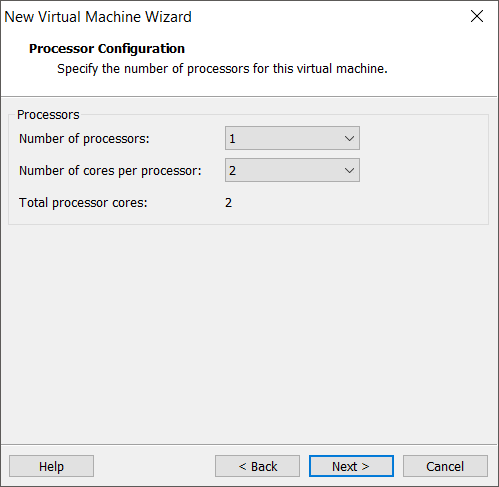 New Virtual Machine Wizard
Processor Configuration
Specify the number of processors for this virtual machine.
Processors
Number of processors: 1
Number of cores per processor: 2
Total processor cores: 2
Help < Back Next > Cancel